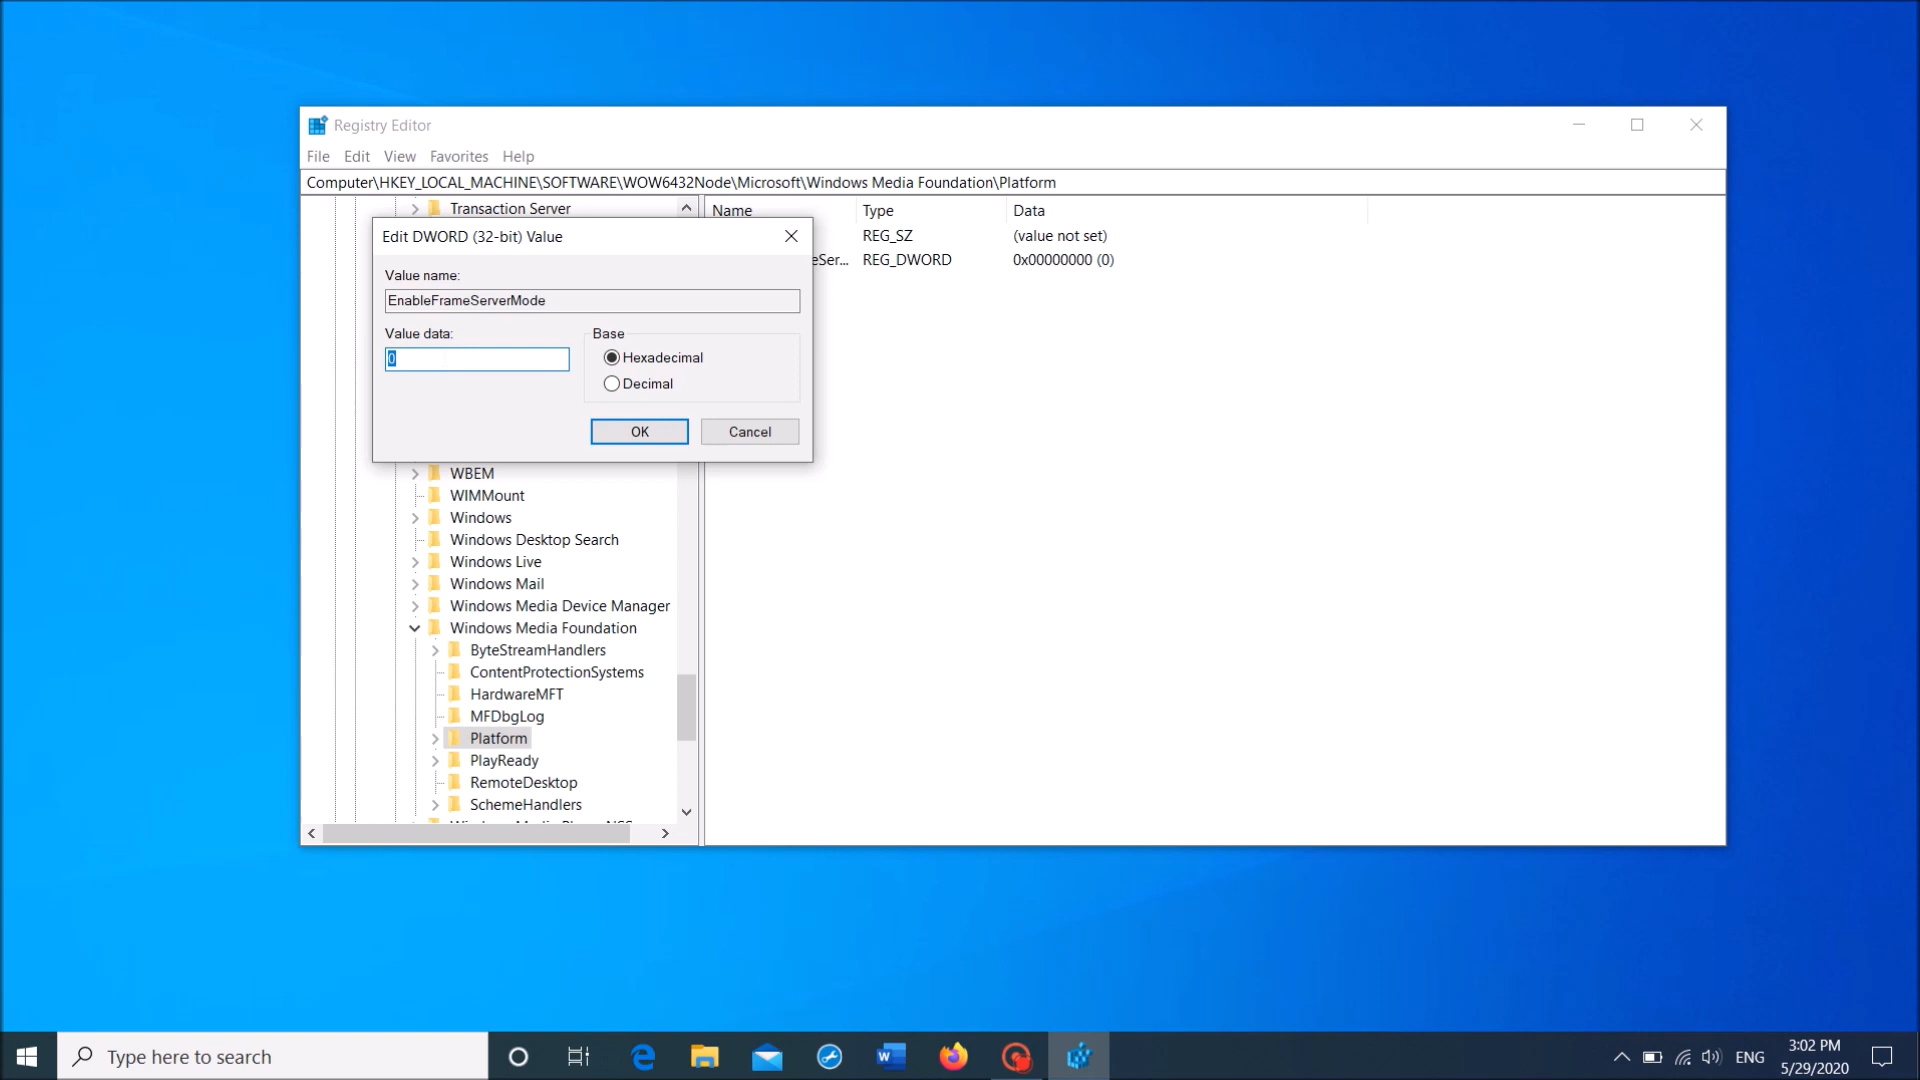 Registry Editor
File Edit View Favorites Help
Computer\HKEY_LOCAL_MACHINE\SOFTWARE\WOW6432Node\Microsoft\Windows Media Foundation\Platform
Transaction Server
Name Type Data
REG_SZ (value not set)
eSer... REG_DWORD 0x00000000 (0)
Edit DWORD (32-bit) Value
Value name:
EnableFrameServerMode
Value data:
0
Base
Hexadecimal
Decimal
OK Cancel
WBEM
WIMMount
Windows
Windows Desktop Search
Windows Live
Windows Mail
Windows Media Device Manager
Windows Media Foundation
ByteStreamHandlers
ContentProtectionSystems
HardwareMFT
MFDbgLog
Platform
PlayReady
RemoteDesktop
SchemeHandlers
Type here to search
ENG
3:02 PM
5/29/2020